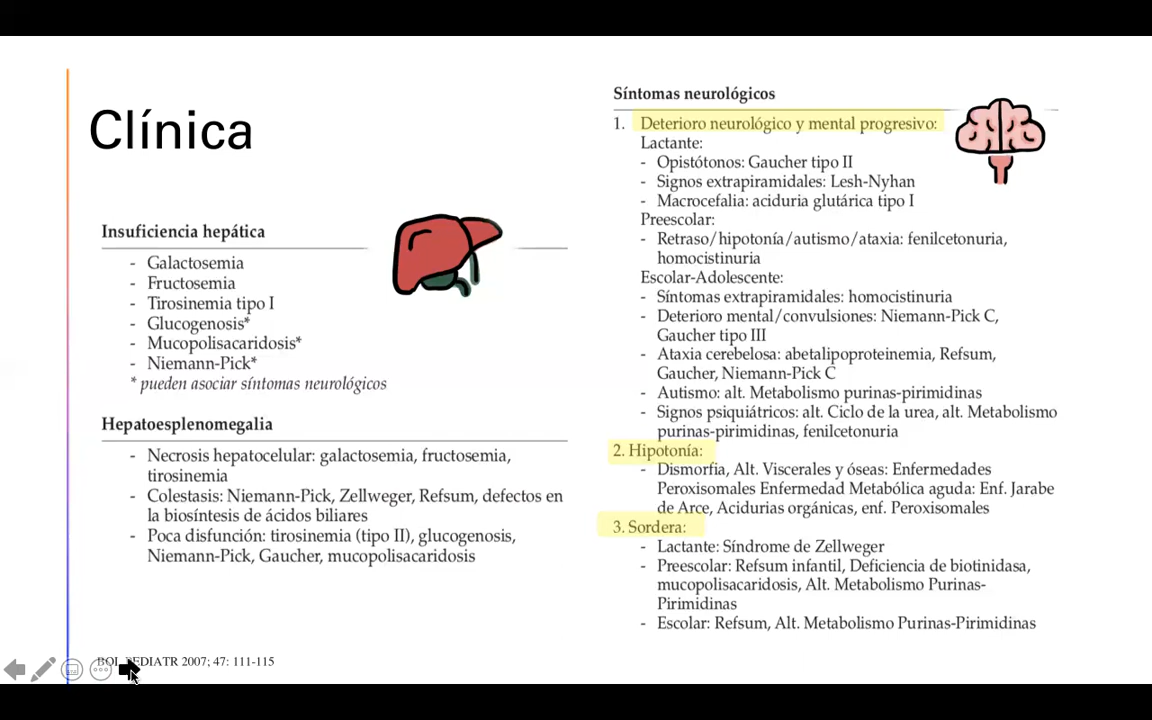 Clínica
Insuficiencia hepática
- Galactosemia
- Fructosemia
- Tirosinemia tipo I
- Glucogenosis*
- Mucopolisacaridosis*
- Niemann-Pick*
* pueden asociar síntomas neurológicos
Hepatoesplenomegalia
- Necrosis hepatocelular: galactosemia, fructosemia,
tirosinemia
- Colestasis: Niemann-Pick, Zellweger, Refsum, defectos en
la biosíntesis de ácidos biliares
- Poca disfunción: tirosinemia (tipo II), glucogenosis,
Niemann-Pick, Gaucher, mucopolisacaridosis
Síntomas neurológicos
1. Deterioro neurológico y mental progresivo:
Lactante:
- Opistótonos: Gaucher tipo II
- Signos extrapiramidales: Lesh-Nyhan
- Macrocefalia: aciduria glutárica tipo I
Preescolar:
- Retraso/hipotonía/autismo/ataxia: fenilcetonuria,
homocistinuria
Escolar-Adolescente:
- Síntomas extrapiramidales: homocistinuria
- Deterioro mental/convulsiones: Niemann-Pick C,
Gaucher tipo III
- Ataxia cerebelosa: abetalipoproteinemia, Refsum,
Gaucher, Niemann-Pick C
- Autismo: alt. Metabolismo purinas-pirimidinas
- Signos psiquiátricos: alt. Ciclo de la urea, alt. Metabolismo
purinas-pirimidinas, fenilcetonuria
2. Hipotonía:
- Dismorfia, Alt. Viscerales y óseas: Enfermedades
Peroxisomales Enfermedad Metabólica aguda: Enf. Jarabe
de Arce, Acidurias orgánicas, enf. Peroxisomales
3. Sordera:
- Lactante: Síndrome de Zellweger
- Preescolar: Refsum infantil, Deficiencia de biotinidasa,
mucopolisacaridosis, Alt. Metabolismo Purinas-
Pirimidinas
- Escolar: Refsum, Alt. Metabolismo Purinas-Pirimidinas
BOL PEDIATR 2007; 47: 111-115